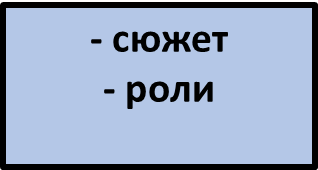 - сюжет
- роли